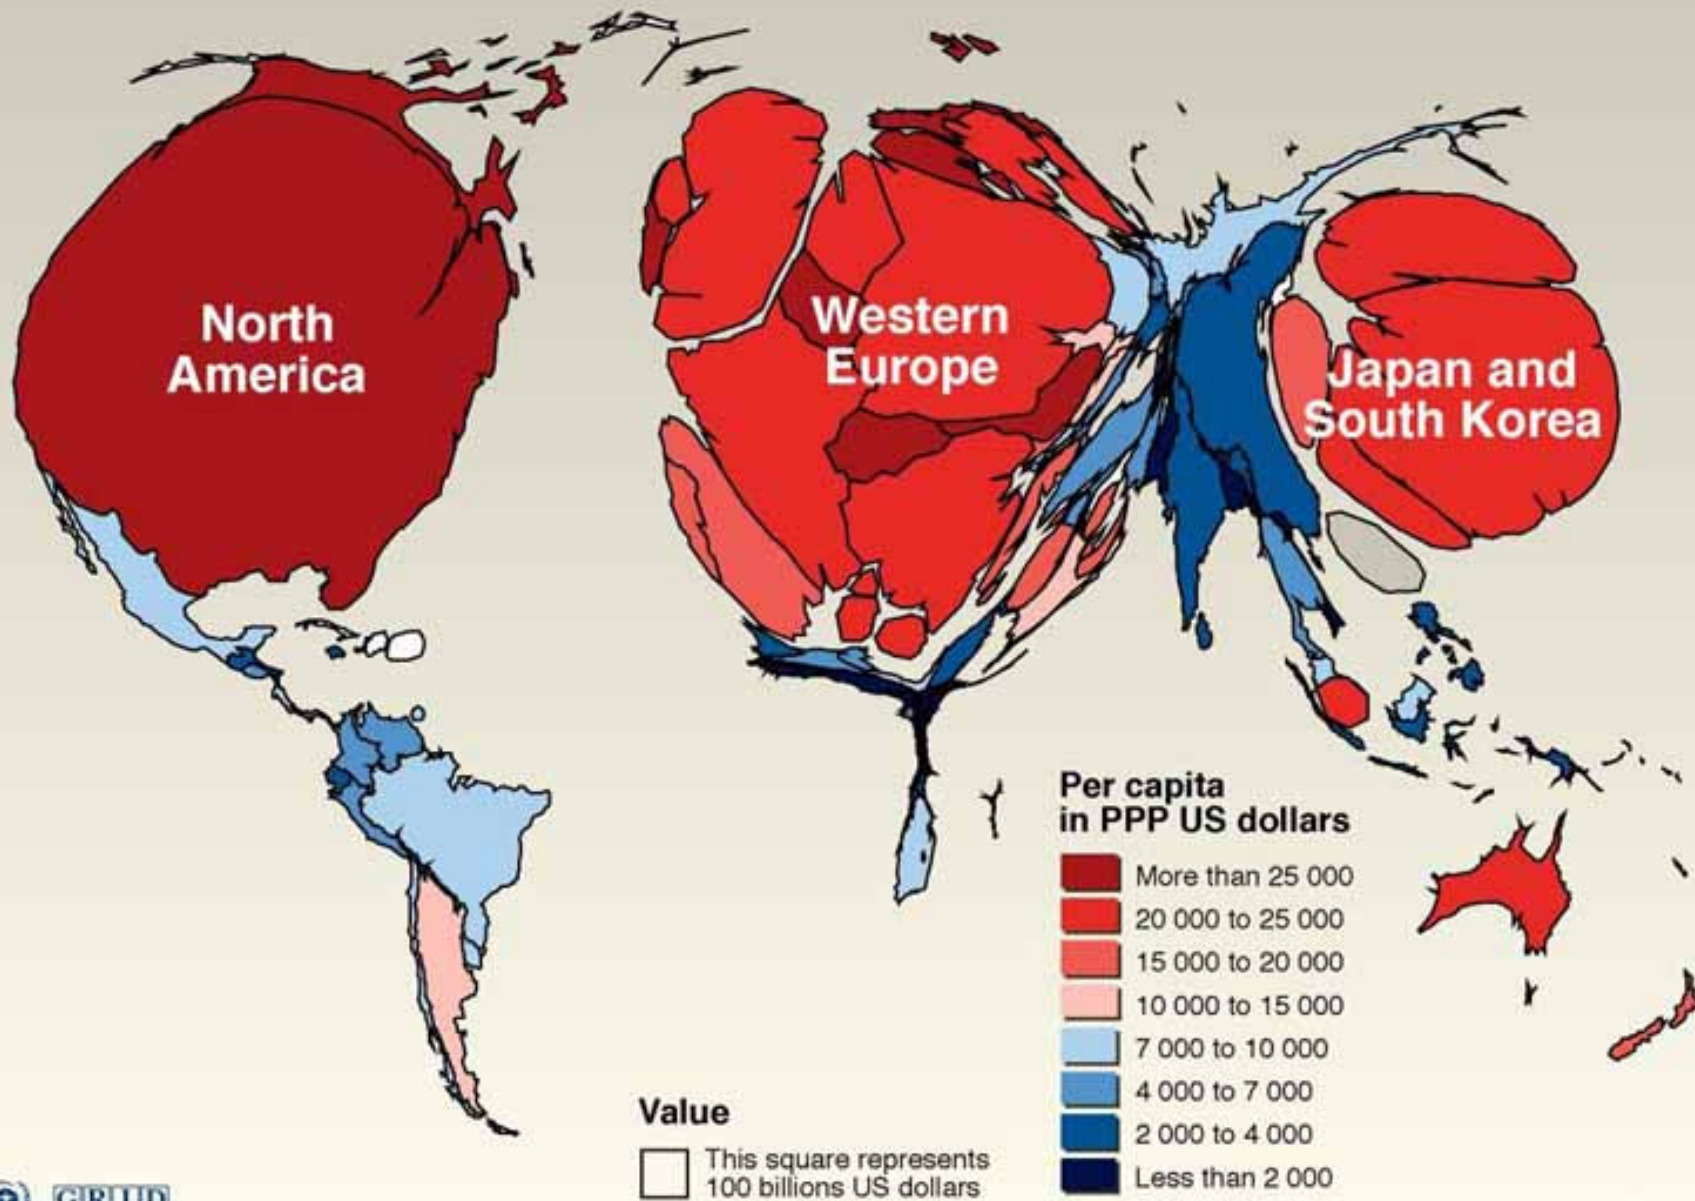 North
America
Western
Europe
Japan and
South Korea
Per capita
in PPP US dollars
More than 25 000
20 000 to 25 000
15 000 to 20 000
10 000 to 15 000
7 000 to 10 000
4 000 to 7 000
2 000 to 4 000
Less than 2 000
Value
This square represents
100 billions US dollars